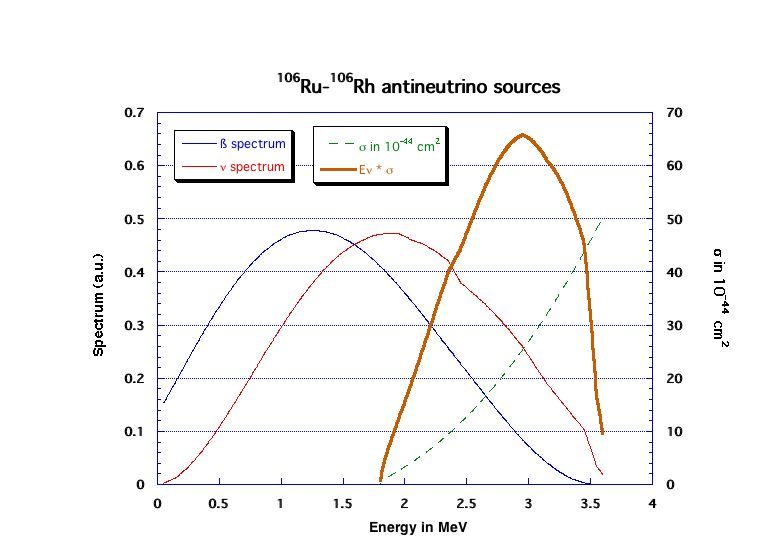 ¹⁰⁶Ru-¹⁰⁶Rh antineutrino sources
0.7
70
ß spectrum
ν spectrum
σ in 10⁻⁴⁴ cm²
Eν * σ
0.6
60
0.5
50
0.4
40
0.3
30
0.2
20
0.1
10
0
0
Spectrum (a.u.)
σ in 10⁻⁴⁴ cm²
0 0.5 1 1.5 2 2.5 3 3.5 4
Energy in MeV